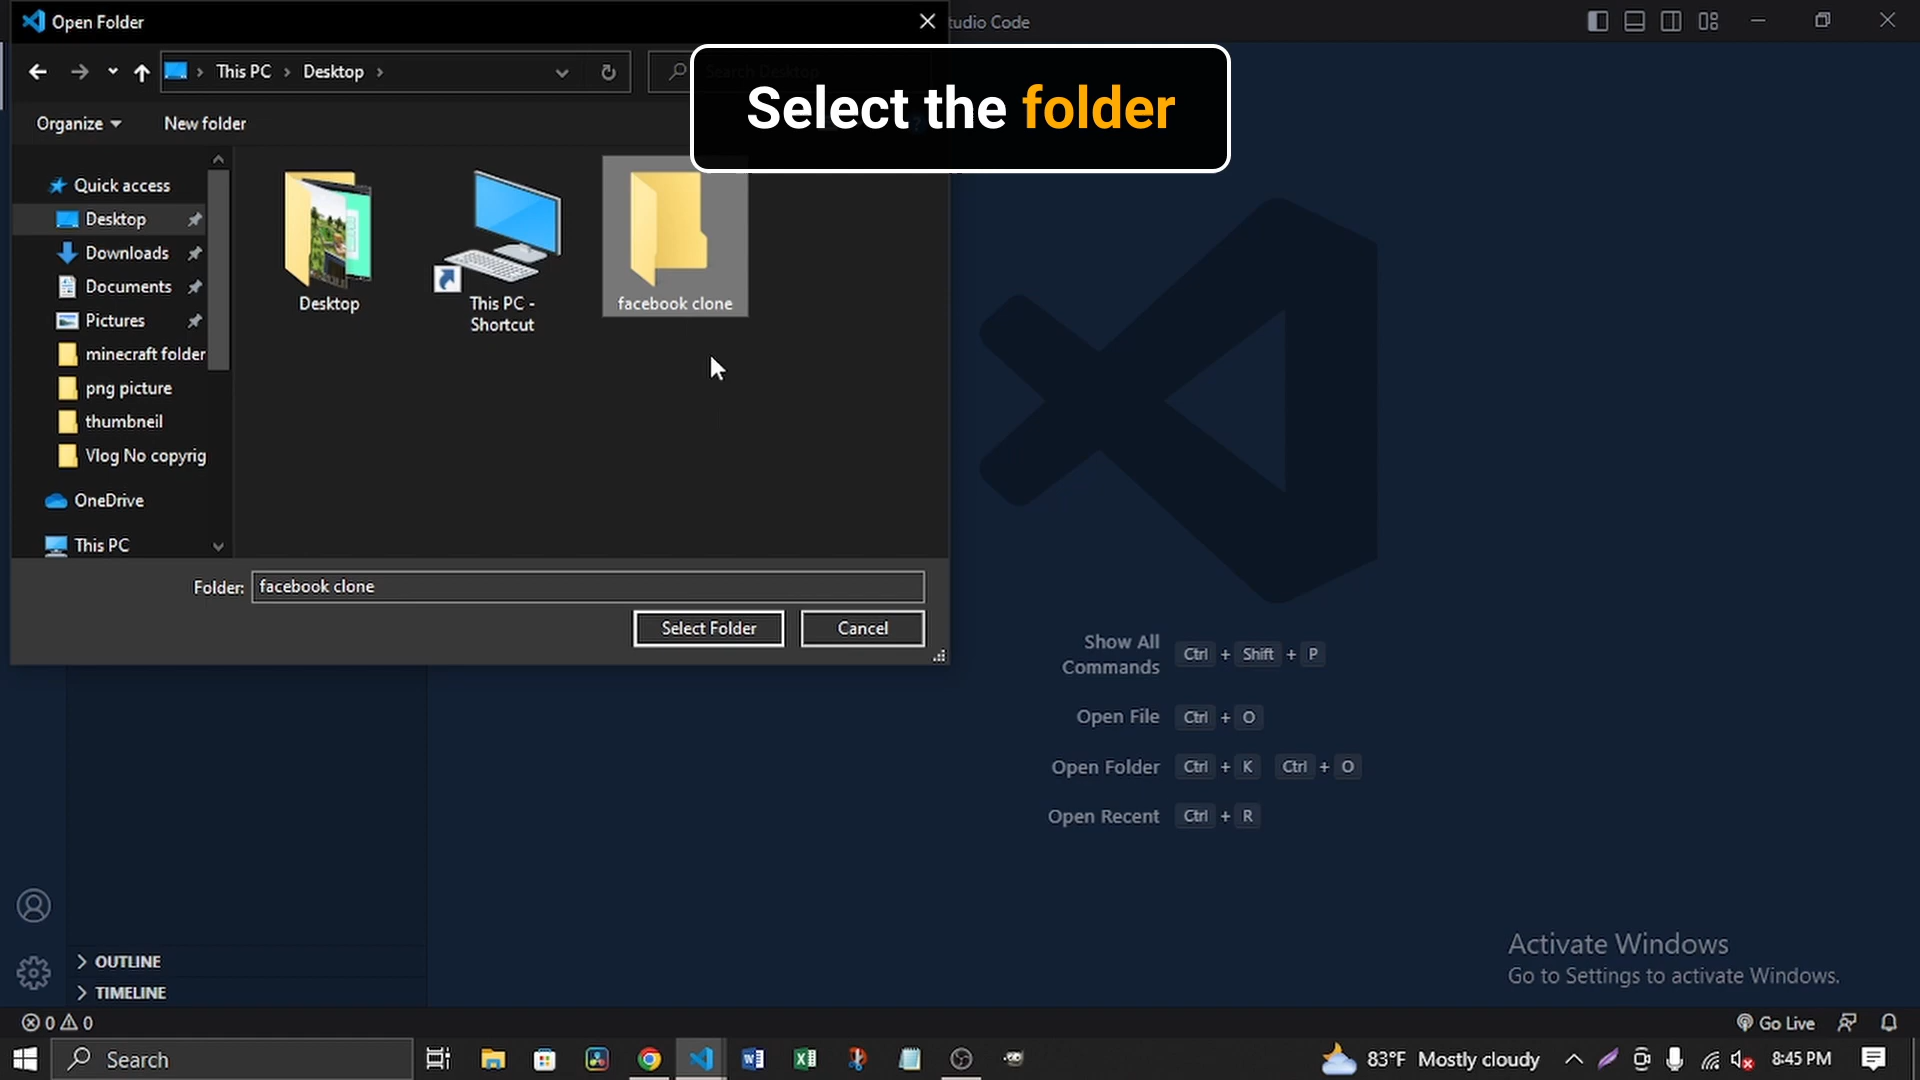 Open Folder
tudio Code
This PC > Desktop >
Search Desktop
Select the folder
Organize
New folder
Quick access
Desktop
Downloads
Documents
Pictures
minecraft folder
png picture
thumbneil
Vlog No copyrig
OneDrive
This PC
Desktop
This PC -
Shortcut
facebook clone
Folder: facebook clone
Select Folder
Cancel
Show All
Commands
Ctrl + Shift + P
Open File Ctrl + O
Open Folder Ctrl + K Ctrl + O
Open Recent Ctrl + R
OUTLINE
TIMELINE
Activate Windows
Go to Settings to activate Windows.
0 0
Go Live
Search
83°F Mostly cloudy
8:45 PM